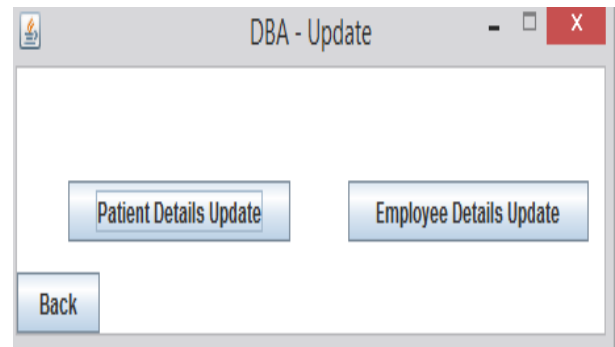 DBA - Update
Patient Details Update
Employee Details Update
Back